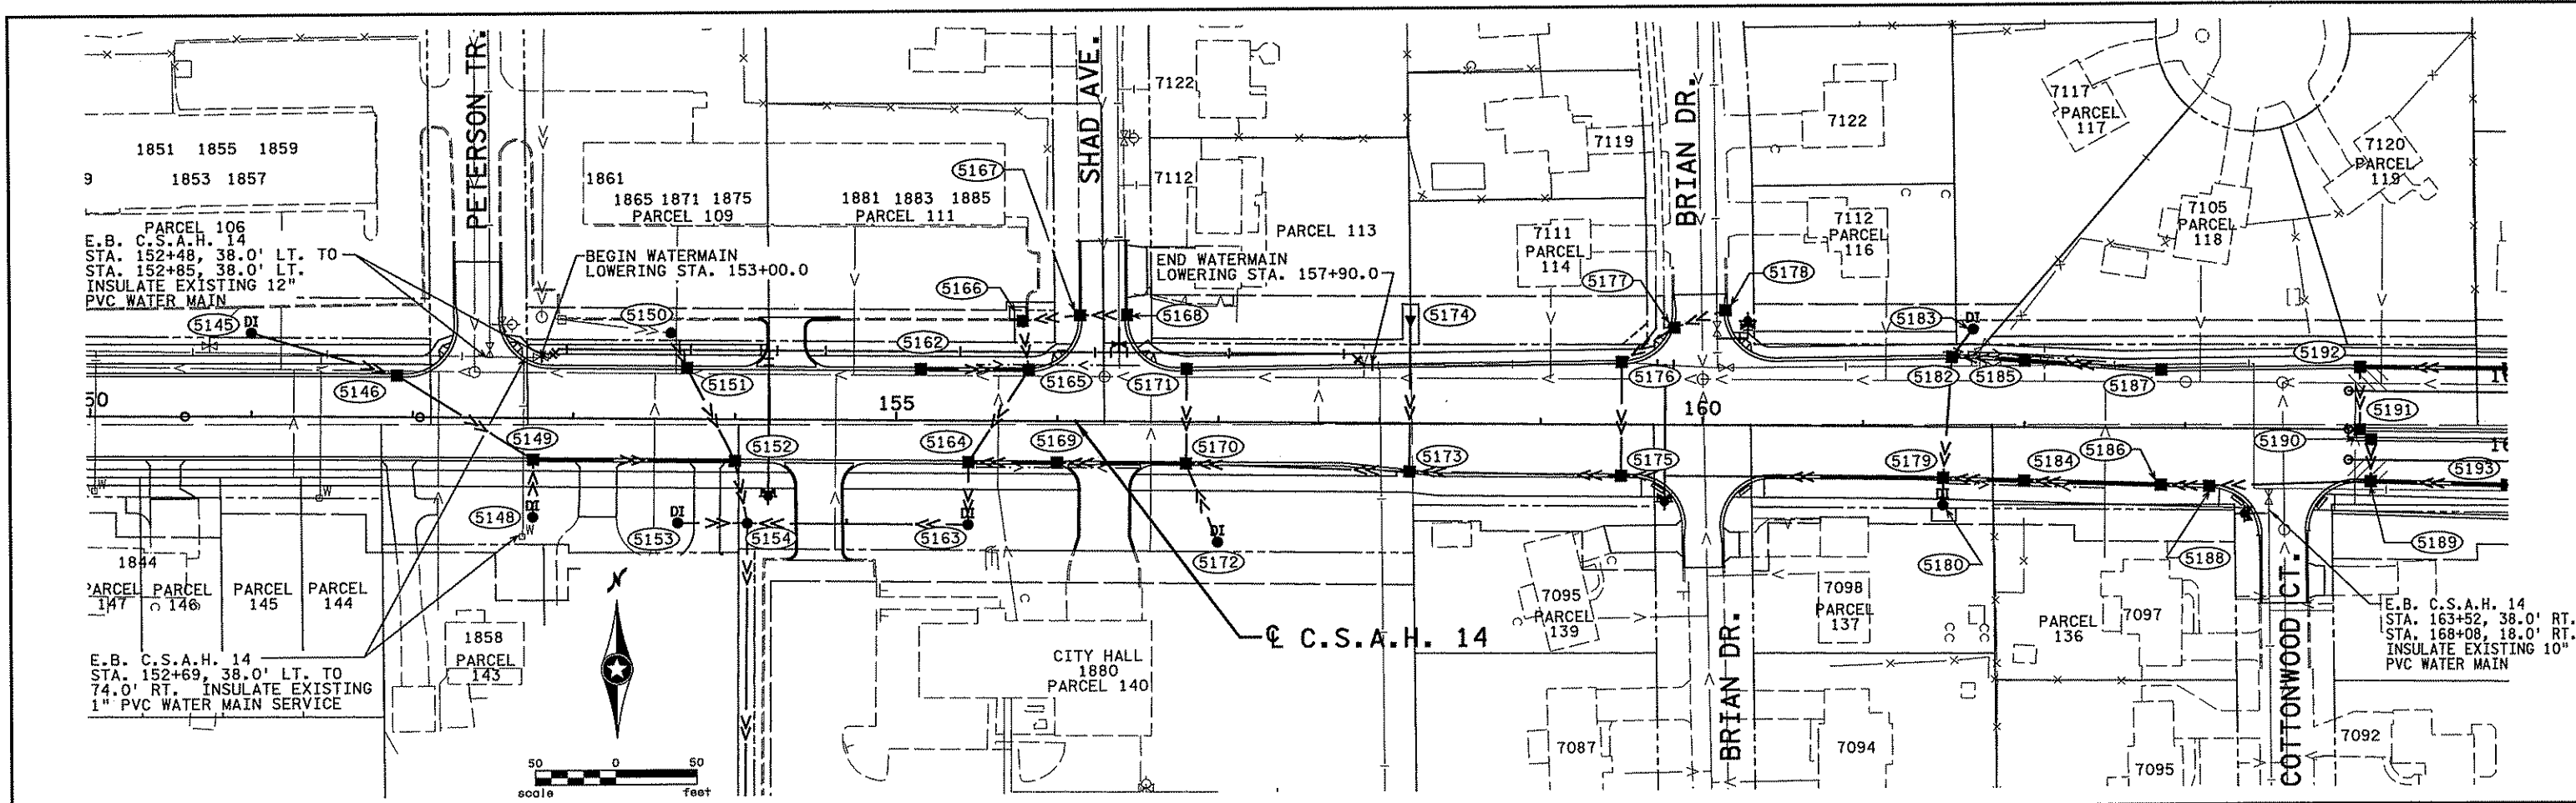 PETERSON TR.
SHAD AVE.
BRIAN DR.
7122
7112
7119
7122
7117
PARCEL
117
7120
PARCEL
119
7105
PARCEL
118
7112
PARCEL
116
7111
PARCEL
114
PARCEL 113
1851 1855 1859
9
1853 1857
1861
1865 1871 1875
PARCEL 109
1881 1883 1885
PARCEL 111
PARCEL 106
E.B. C.S.A.H. 14
STA. 152+48, 38.0' LT. TO
STA. 152+85, 38.0' LT.
INSULATE EXISTING 12"
PVC WATER MAIN
BEGIN WATERMAIN
LOWERING STA. 153+00.0
END WATERMAIN
LOWERING STA. 157+90.0
5167
5166
5168
5174
5177
5178
5183
5145
DI
5150
5162
DI
5192
5146
5151
5165
5171
5176
5182
5185
5187
50
155
160
16
5191
5149
5152
5164
5169
5170
5173
5175
5179
5184
5186
5190
5193
16
5148
DI
5153
DI
5154
5163
DI
DI
5172
DI
5180
5188
5189
W
W
W
1844
PARCEL
147
PARCEL
146
PARCEL
145
PARCEL
144
1858
PARCEL
143
N
E.B. C.S.A.H. 14
STA. 152+69, 38.0' LT. TO
74.0' RT. INSULATE EXISTING
1" PVC WATER MAIN SERVICE
50 0 50
scale feet
CITY HALL
1880
PARCEL 140
℄ C.S.A.H. 14
7095
PARCEL
139
7098
PARCEL
137
PARCEL
136
7097
7087
BRIAN DR.
7094
7095
COTTONWOOD CT.
7092
E.B. C.S.A.H. 14
STA. 163+52, 38.0' RT.
STA. 168+08, 18.0' RT.
INSULATE EXISTING 10"
PVC WATER MAIN